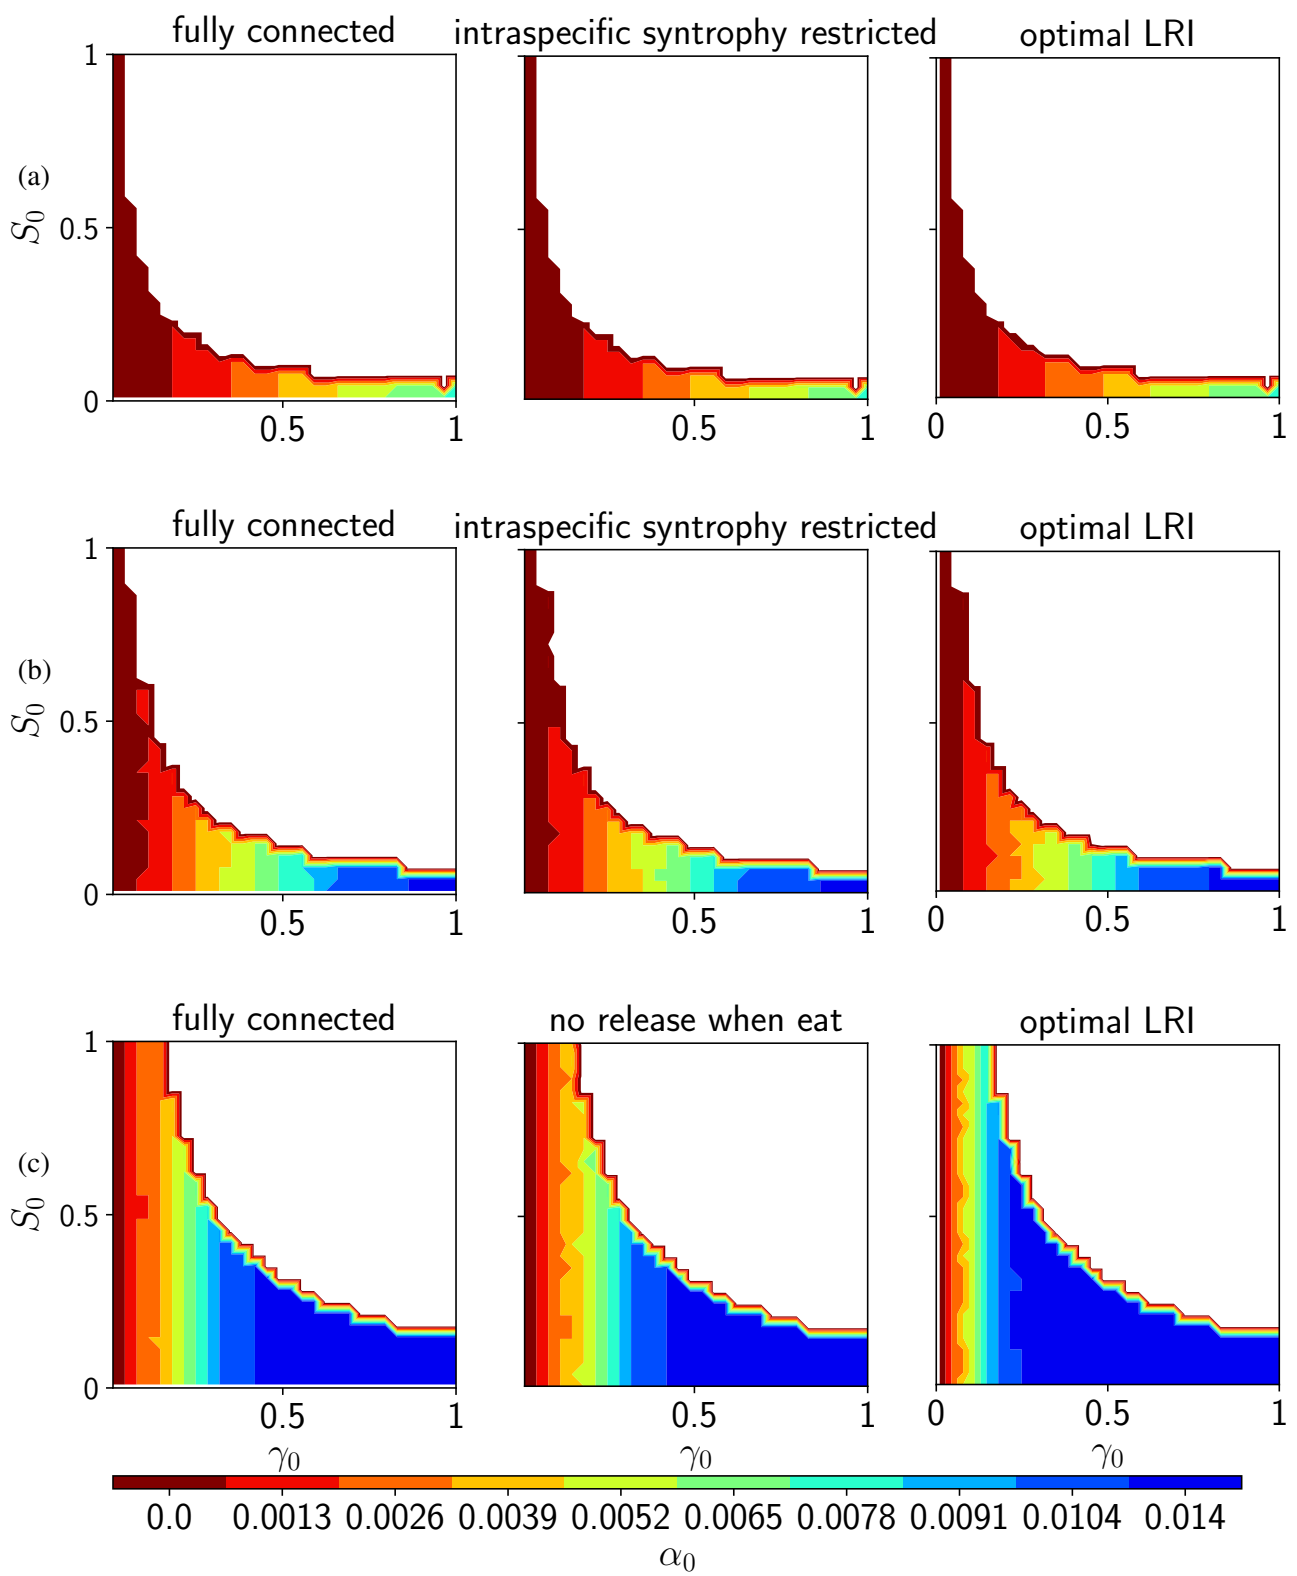 fully connected intraspecific syntrophy restricted optimal LRI
1
(a)
S₀ 0.5
0
0.5 1 0.5 1 0 0.5 1
fully connected intraspecific syntrophy restricted optimal LRI
1
(b)
S₀ 0.5
0
0.5 1 0.5 1 0 0.5 1
fully connected no release when eat optimal LRI
1
(c)
S₀ 0.5
0
0.5 1 0.5 1 0 0.5 1
γ₀ γ₀ γ₀
0.0 0.0013 0.0026 0.0039 0.0052 0.0065 0.0078 0.0091 0.0104 0.014
α₀